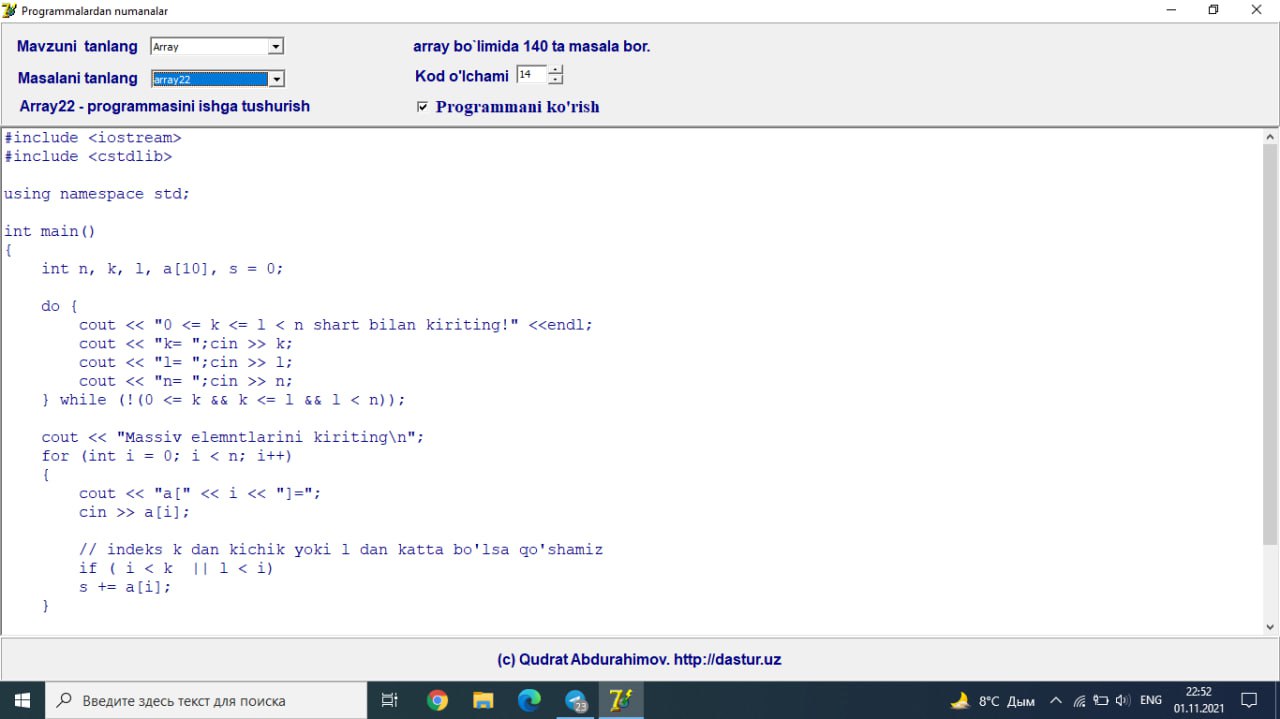 Programmalardan numanalar
Mavzuni tanlang Array array bo`limida 140 ta masala bor.
Masalani tanlang array22 Kod o'lchami 14
Array22 - programmasini ishga tushurish Programmani ko'rish
#include <iostream>
#include <cstdlib>
using namespace std;
int main()
{
int n, k, l, a[10], s = 0;
do {
cout << "0 <= k <= l < n shart bilan kiriting!" <<endl;
cout << "k= ";cin >> k;
cout << "l= ";cin >> l;
cout << "n= ";cin >> n;
} while (!(0 <= k && k <= l && l < n));
cout << "Massiv elemntlarini kiriting\n";
for (int i = 0; i < n; i++)
{
cout << "a[" << i << "]=";
cin >> a[i];
// indeks k dan kichik yoki l dan katta bo'lsa qo'shamiz
if ( i < k  || l < i)
s += a[i];
}
(c) Qudrat Abdurahimov. http://dastur.uz
Введите здесь текст для поиска 23 8°C Дым ENG 22:52
01.11.2021